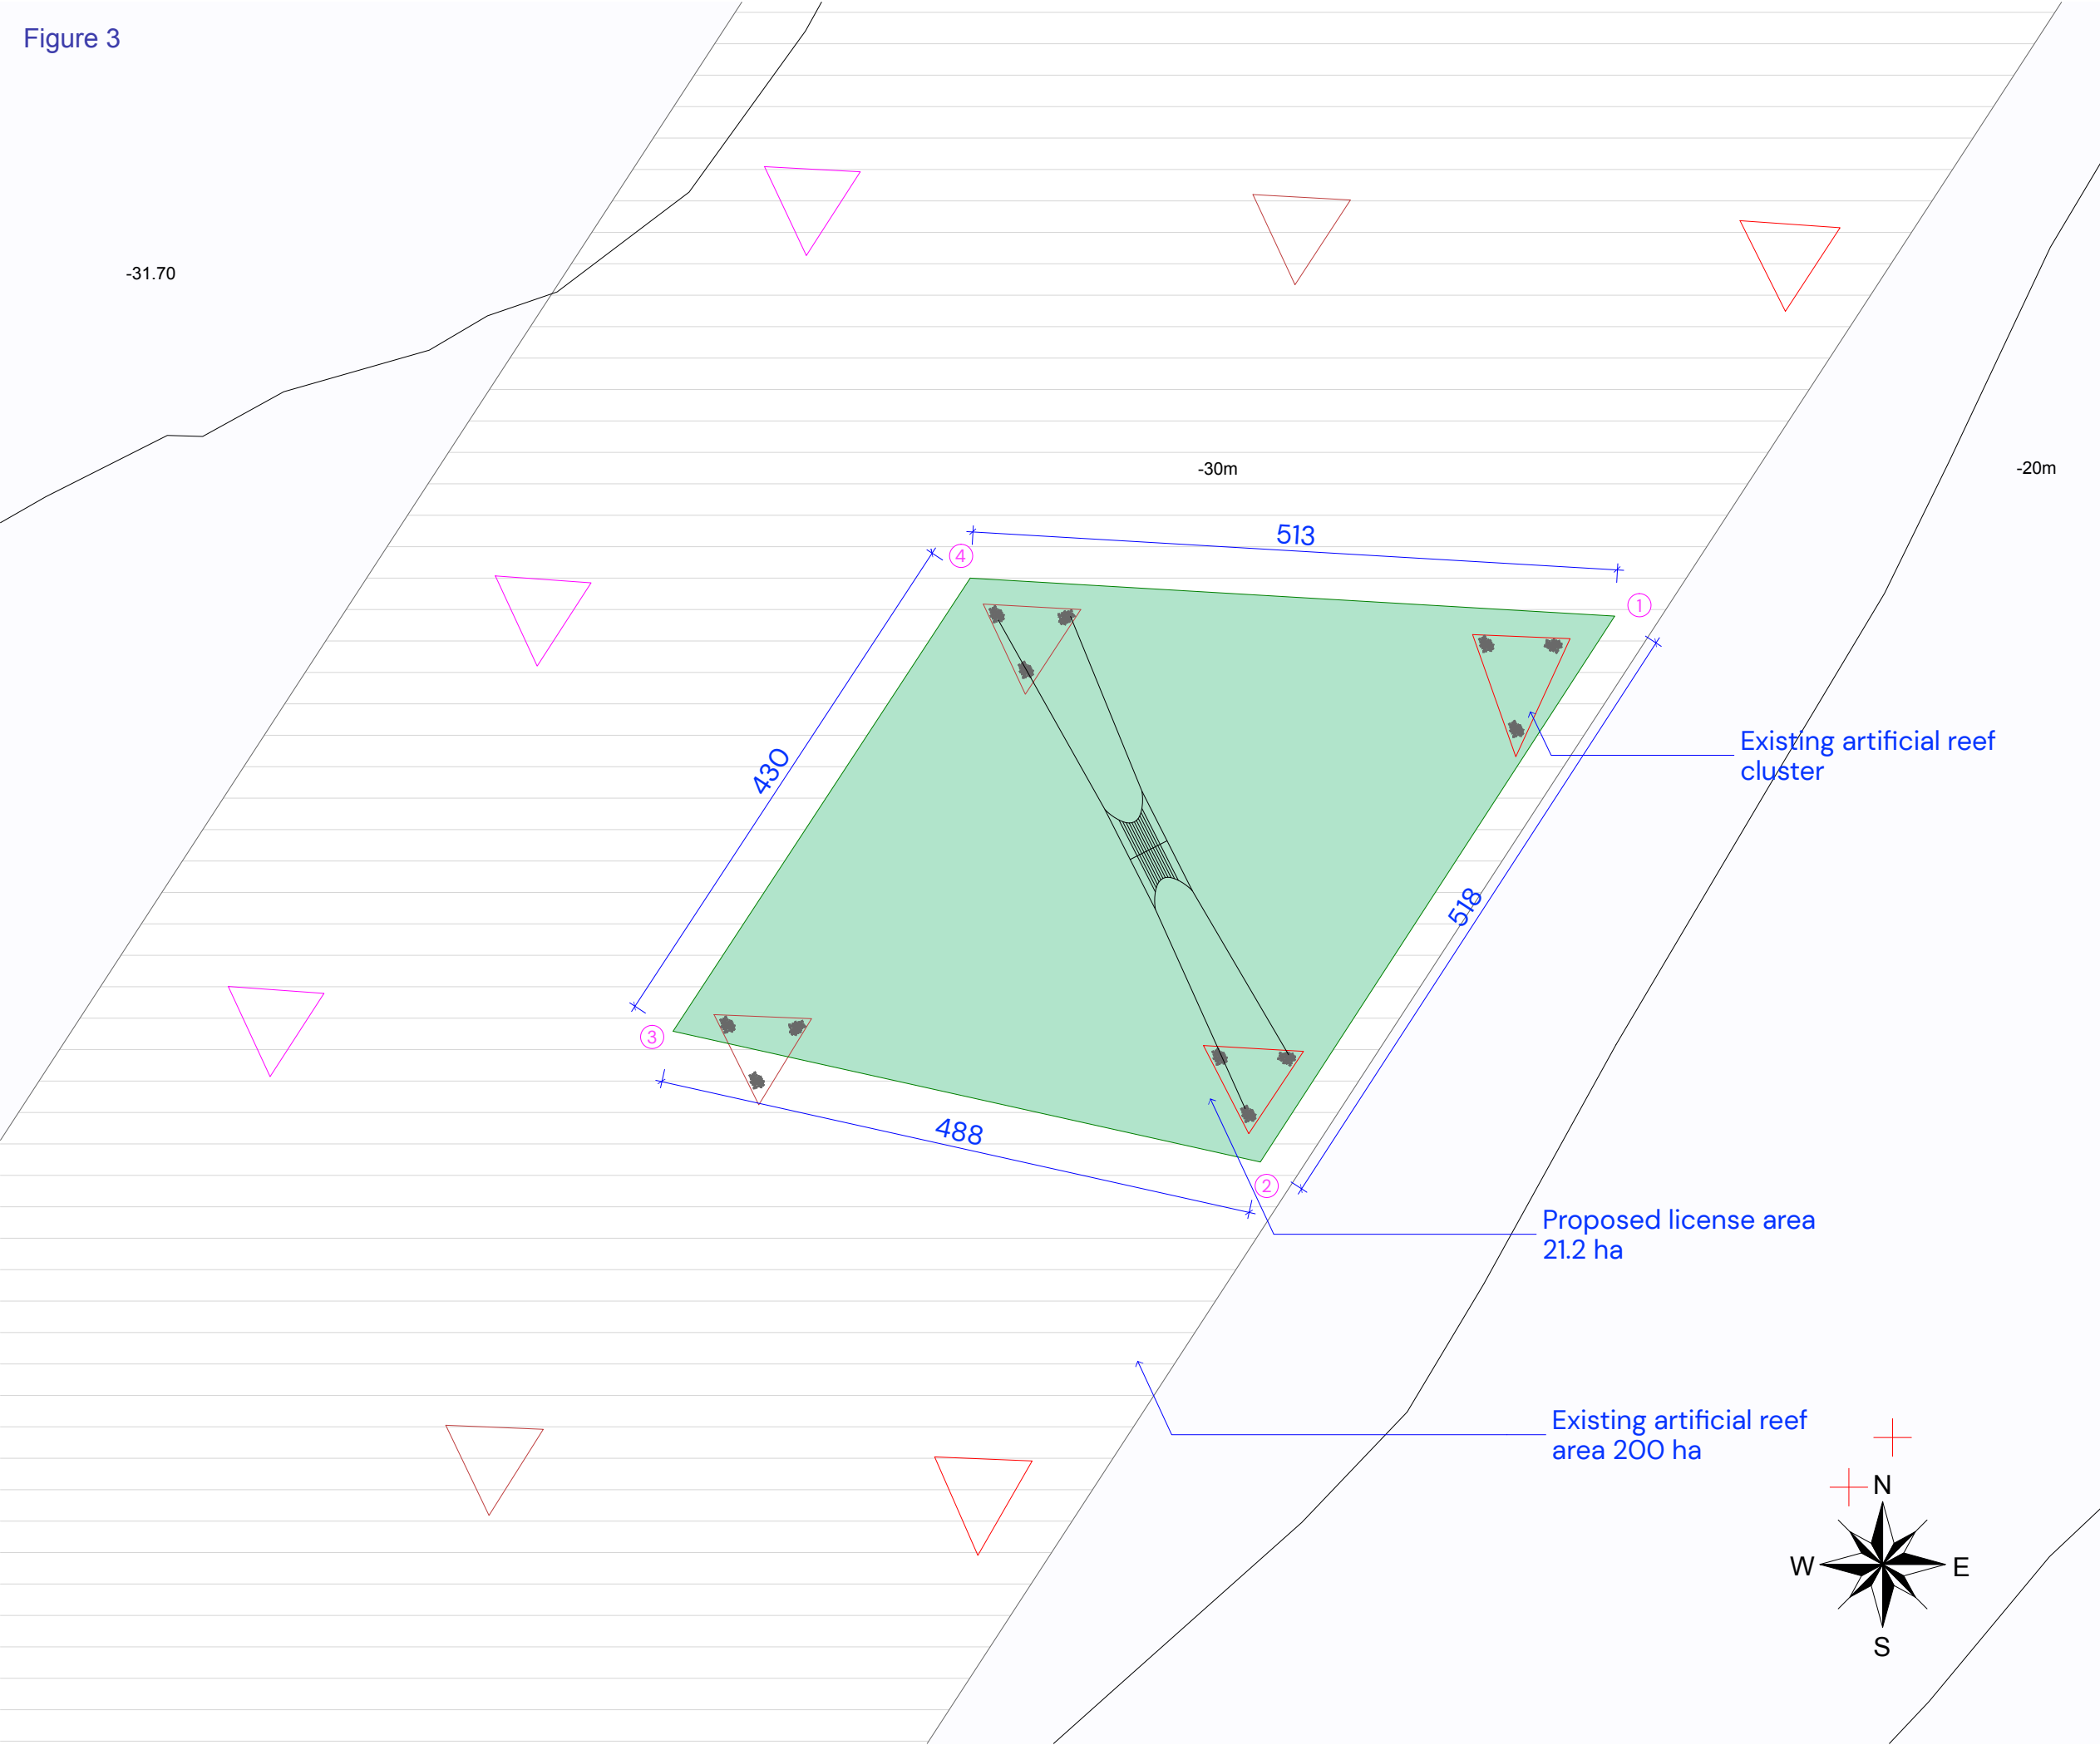 Figure 3
-31.70
-30m
-20m
513
4
1
430
Existing artificial reef
cluster
518
3
488
2
Proposed license area
21.2 ha
Existing artificial reef
area 200 ha
N
W
E
S